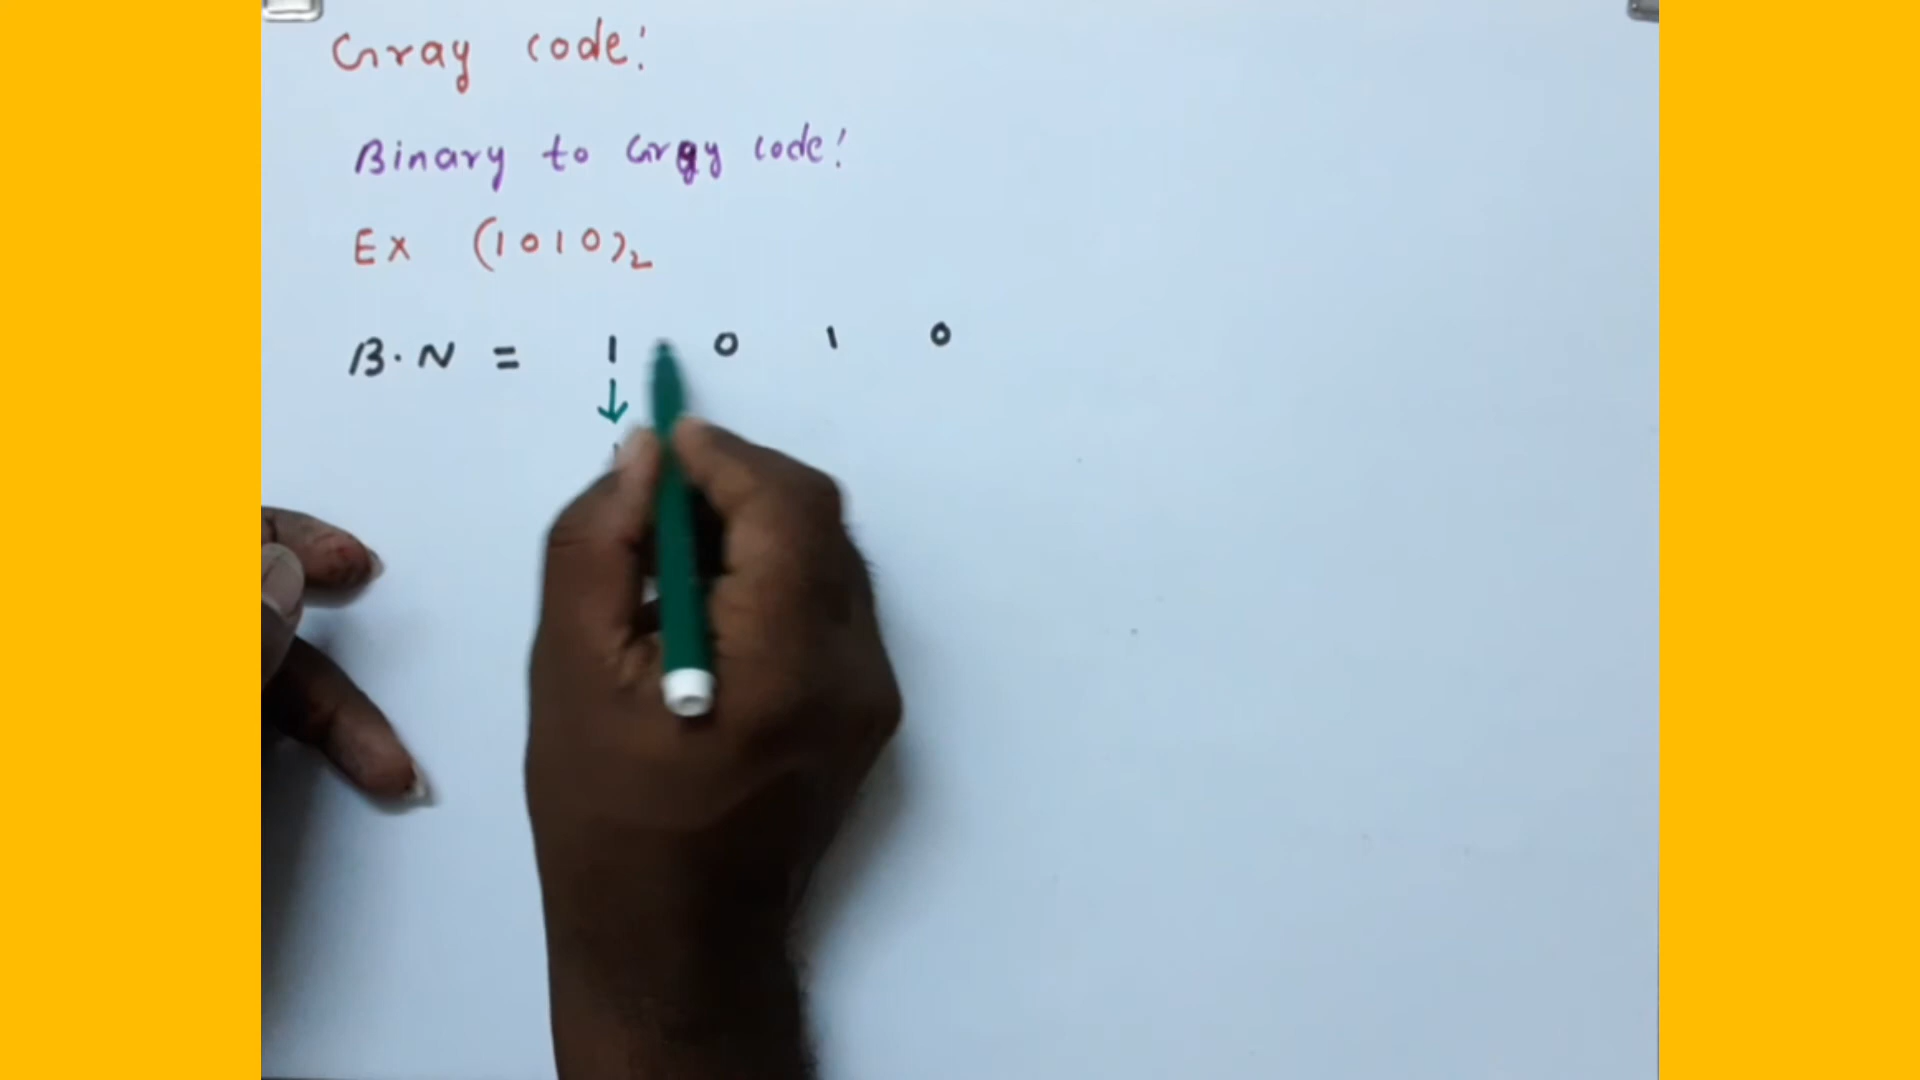 Gray code:
Binary to Gray code:
Ex (1010)2
B.N = 1 0 1 0